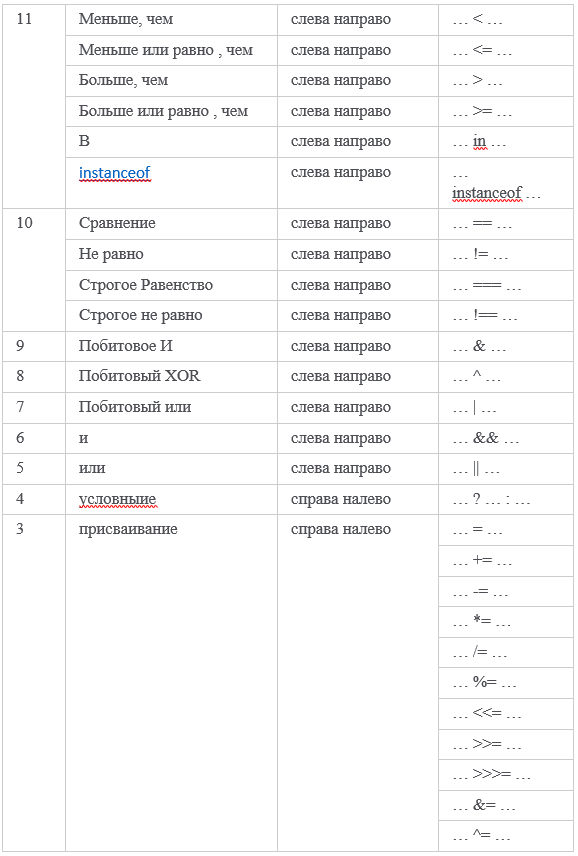 11 Меньше, чем слева направо … < …
Меньше или равно , чем слева направо … <= …
Больше, чем слева направо … > …
Больше или равно , чем слева направо … >= …
В слева направо … in …
instanceof слева направо …
instanceof …
10 Сравнение слева направо … == …
Не равно слева направо … != …
Строгое Равенство слева направо … === …
Строгое не равно слева направо … !== …
9 Побитовое И слева направо … & …
8 Побитовый XOR слева направо … ^ …
7 Побитовый или слева направо … | …
6 и слева направо … && …
5 или слева направо … || …
4 условныие справа налево … ? … : …
3 присваивание справа налево … = …
… += …
… -= …
… *= …
… /= …
… %= …
… <<= …
… >>= …
… >>>= …
… &= …
… ^= …